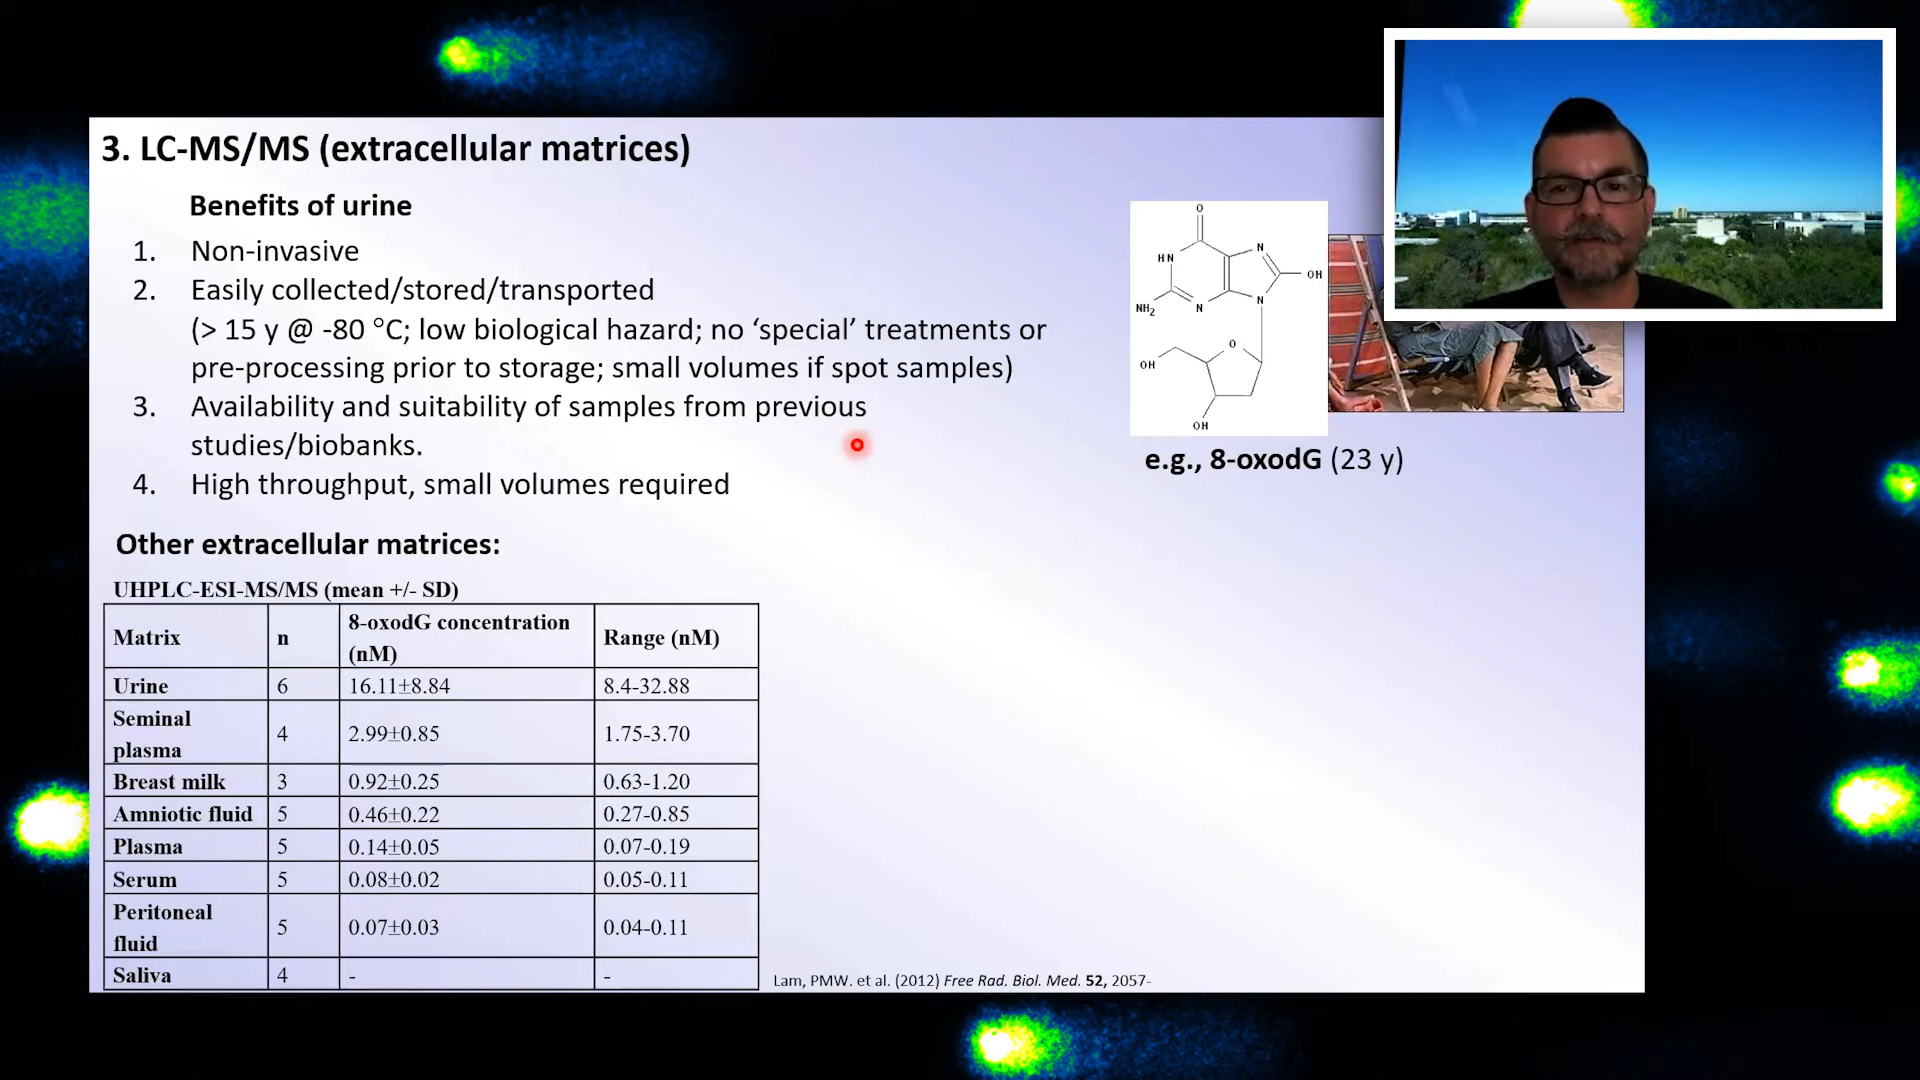 3. LC-MS/MS (extracellular matrices)
Benefits of urine
1. Non-invasive
2. Easily collected/stored/transported
(> 15 y @ -80 °C; low biological hazard; no ‘special’ treatments or
pre-processing prior to storage; small volumes if spot samples)
3. Availability and suitability of samples from previous
studies/biobanks.
4. High throughput, small volumes required
O
N
HN
OH
NH2
N
N
O
OH
OH
e.g., 8-oxodG (23 y)
Other extracellular matrices:
UHPLC-ESI-MS/MS (mean +/- SD)
Matrix n 8-oxodG concentration (nM) Range (nM)
Urine 6 16.11±8.84 8.4-32.88
Seminal plasma 4 2.99±0.85 1.75-3.70
Breast milk 3 0.92±0.25 0.63-1.20
Amniotic fluid 5 0.46±0.22 0.27-0.85
Plasma 5 0.14±0.05 0.07-0.19
Serum 5 0.08±0.02 0.05-0.11
Peritoneal fluid 5 0.07±0.03 0.04-0.11
Saliva 4 - -
Lam, PMW. et al. (2012) Free Rad. Biol. Med. 52, 2057-